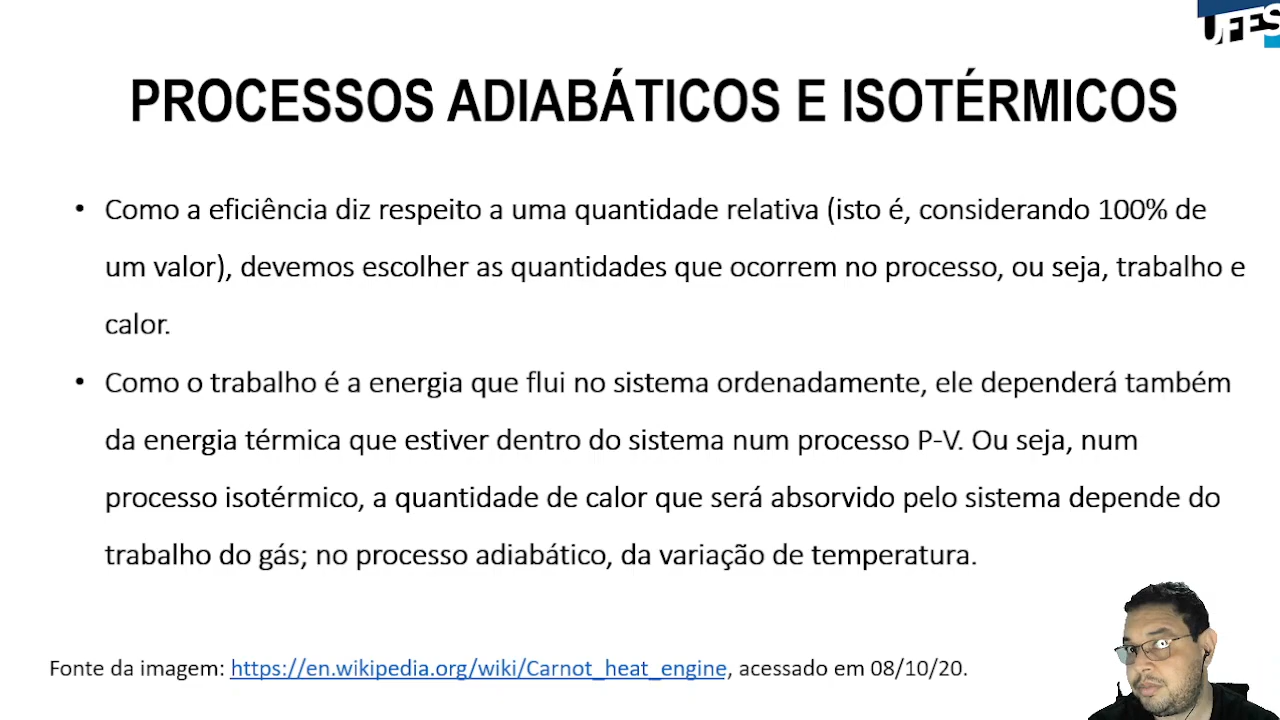 UFES
PROCESSOS ADIABÁTICOS E ISOTÉRMICOS
• Como a eficiência diz respeito a uma quantidade relativa (isto é, considerando 100% de
um valor), devemos escolher as quantidades que ocorrem no processo, ou seja, trabalho e
calor.
• Como o trabalho é a energia que flui no sistema ordenadamente, ele dependerá também
da energia térmica que estiver dentro do sistema num processo P-V. Ou seja, num
processo isotérmico, a quantidade de calor que será absorvido pelo sistema depende do
trabalho do gás; no processo adiabático, da variação de temperatura.
Fonte da imagem: https://en.wikipedia.org/wiki/Carnot_heat_engine, acessado em 08/10/20.